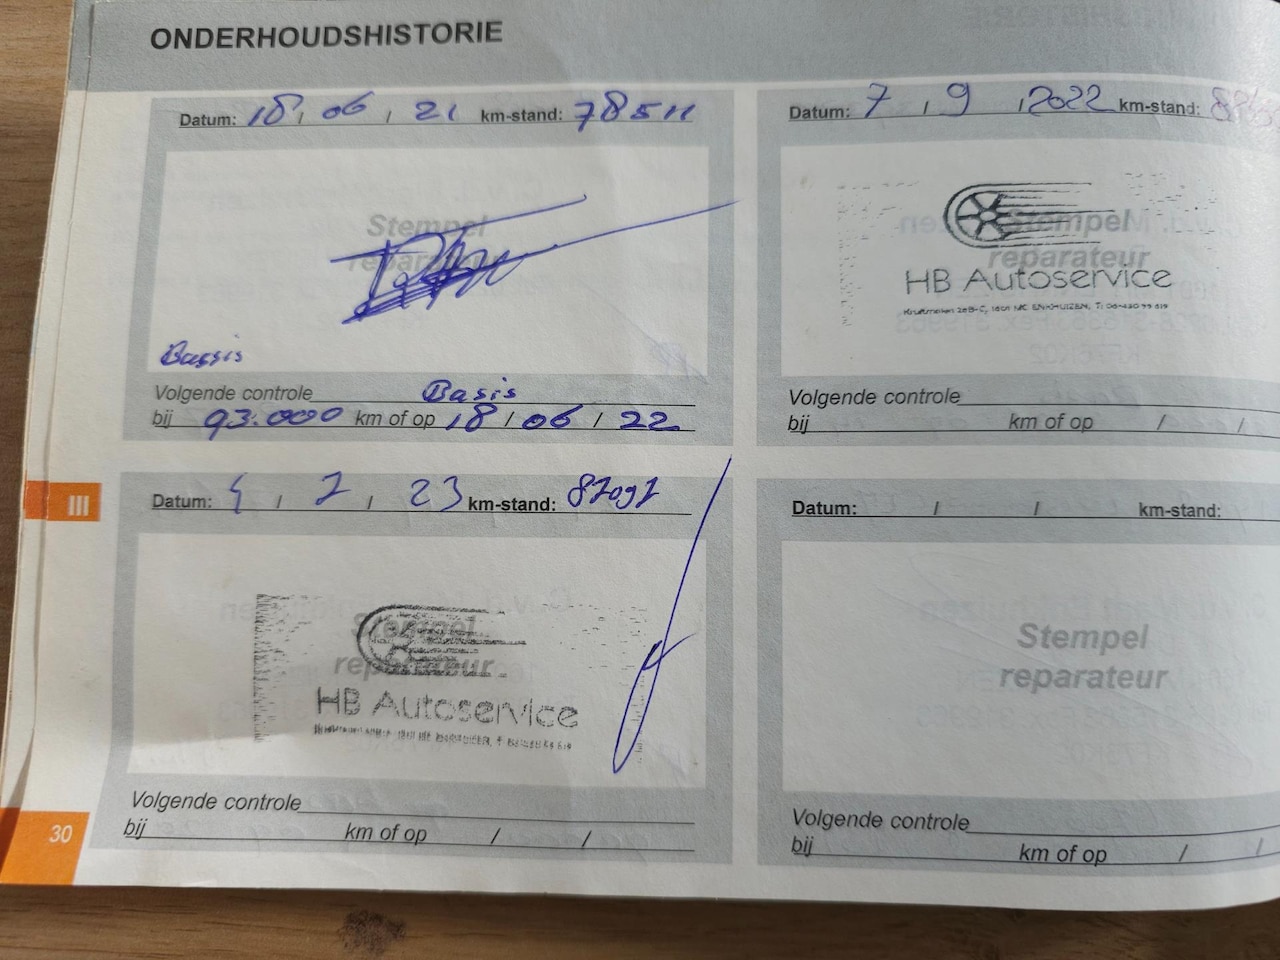 ONDERHOUDSHISTORIE
Datum: 18 / 06 / 21 km-stand: 78511
Stempel
reparateur
Bassis
Volgende controle Basis
bij 93.000 km of op 18 / 06 / 22
Datum: 7 / 9 / 2022 km-stand:
Stempel
reparateur
HB Autoservice
Volgende controle
bij km of op / /
III
Datum: / / 23 km-stand:
Stempel
reparateur
HB Autoservice
Volgende controle
bij km of op / /
Datum: / / km-stand:
Stempel
reparateur
Volgende controle
bij km of op / /
30